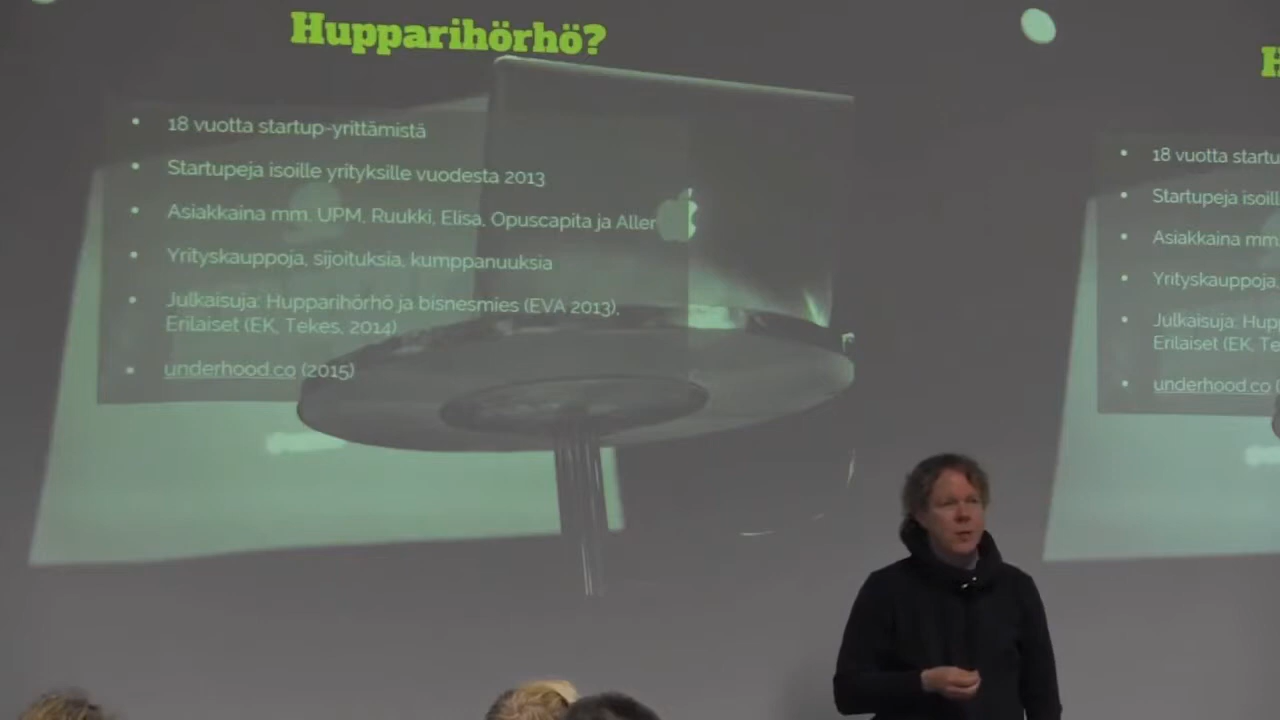 Hupparihörhö?
18 vuotta startup-yrittämistä
Startupeja isoille yrityksille vuodesta 2013
Asiakkaina mm. UPM, Ruukki, Elisa, Opuscapita ja Aller
Yrityskauppoja, sijoituksia, kumppanuuksia
Julkaisuja: Hupparihörhö ja bisnesmies (EVA 2013),
Erilaiset (EK, Tekes, 2014)
underhood.co (2015)
H
18 vuotta startu
Startupeja isoill
Asiakkaina mm.
Yrityskauppoja,
Julkaisuja: Hupp
Erilaiset (EK, Te
underhood.co (